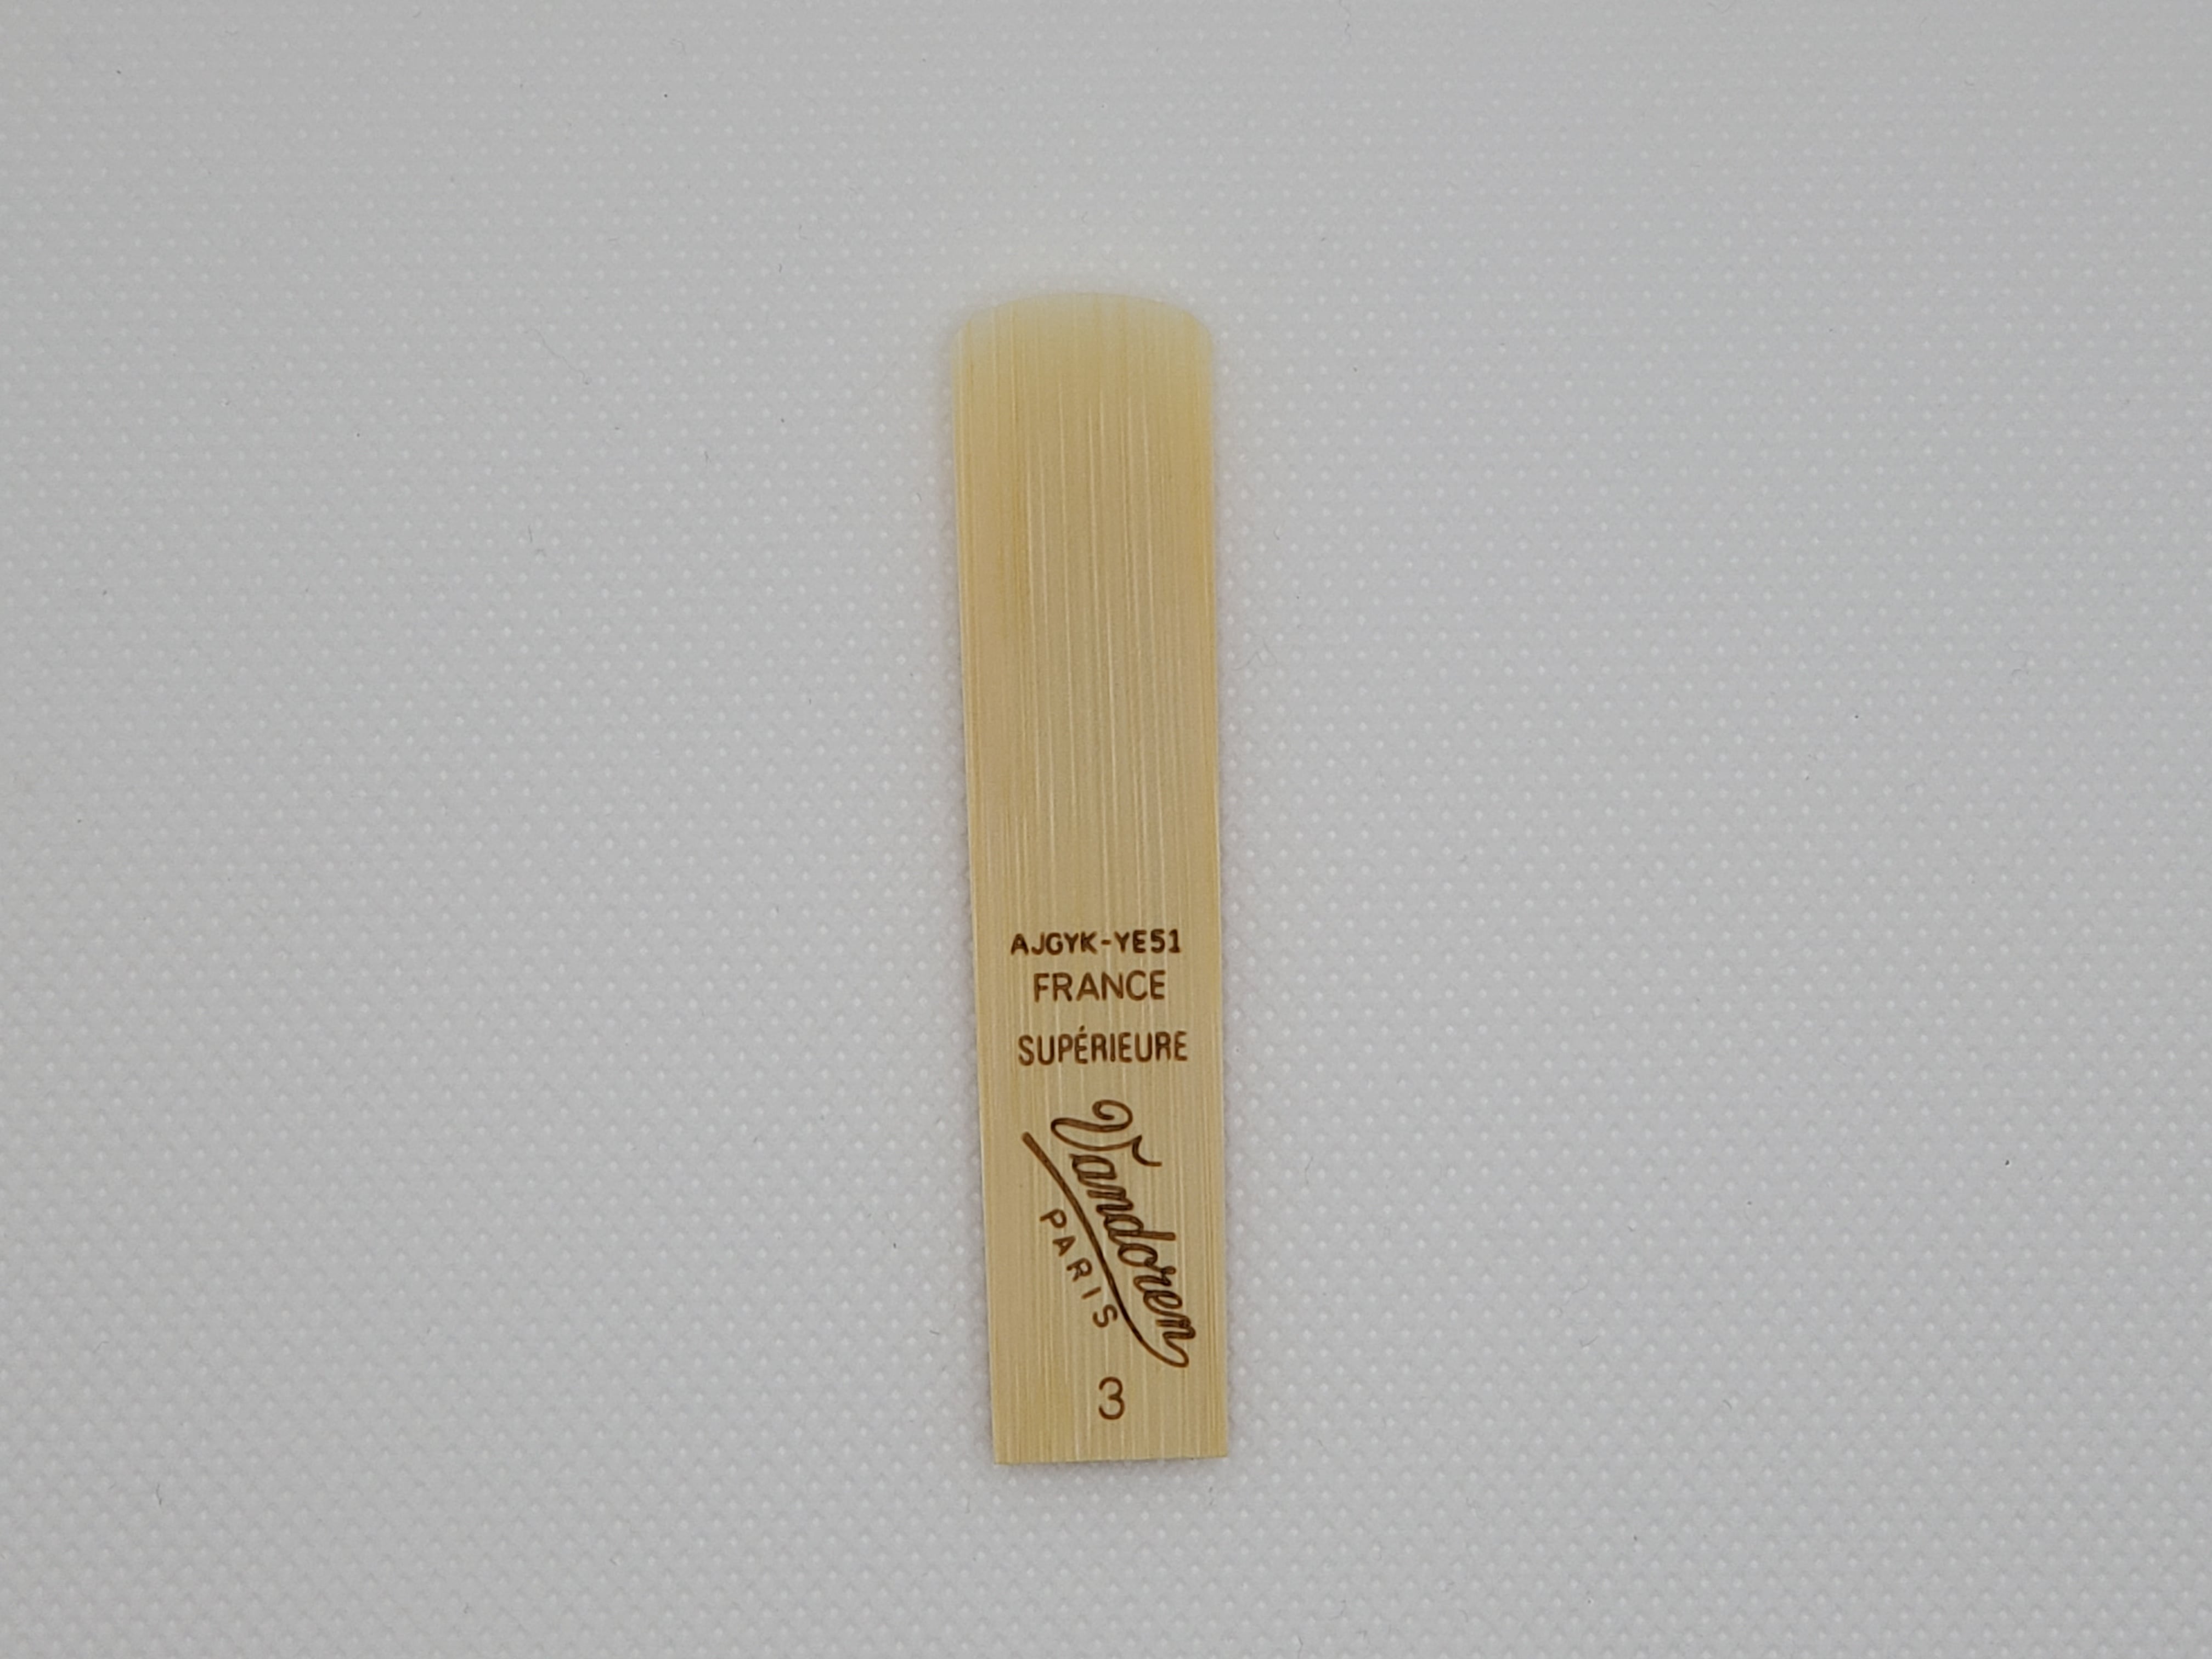 AJGYK-YE51
FRANCE
SUPÉRIEURE
Vandoren
PARIS
3